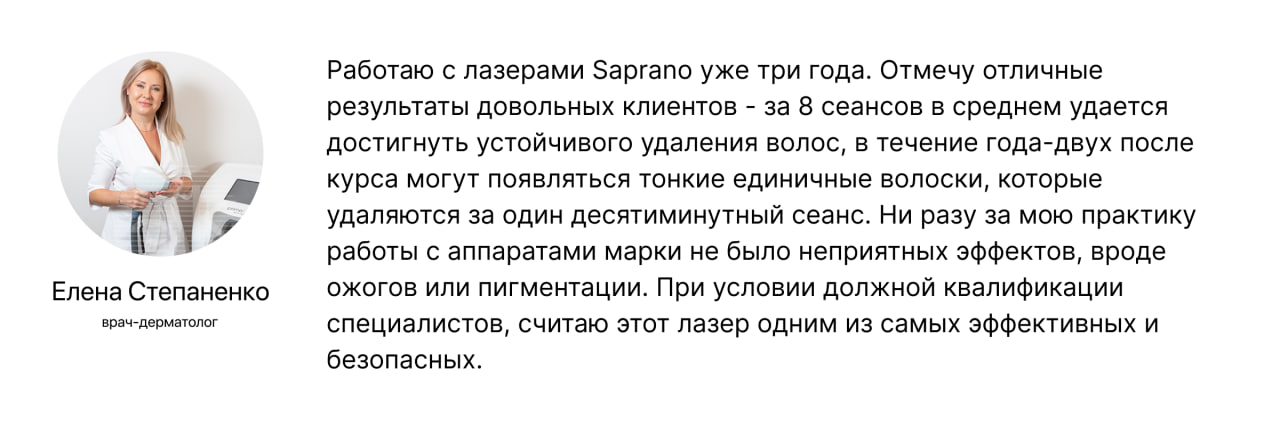 Работаю с лазерами Saprano уже три года. Отмечу отличные
результаты довольных клиентов - за 8 сеансов в среднем удается
достигнуть устойчивого удаления волос, в течение года-двух после
курса могут появляться тонкие единичные волоски, которые
удаляются за один десятиминутный сеанс. Ни разу за мою практику
работы с аппаратами марки не было неприятных эффектов, вроде
ожогов или пигментации. При условии должной квалификации
специалистов, считаю этот лазер одним из самых эффективных и
безопасных.
Елена Степаненко
врач-дерматолог